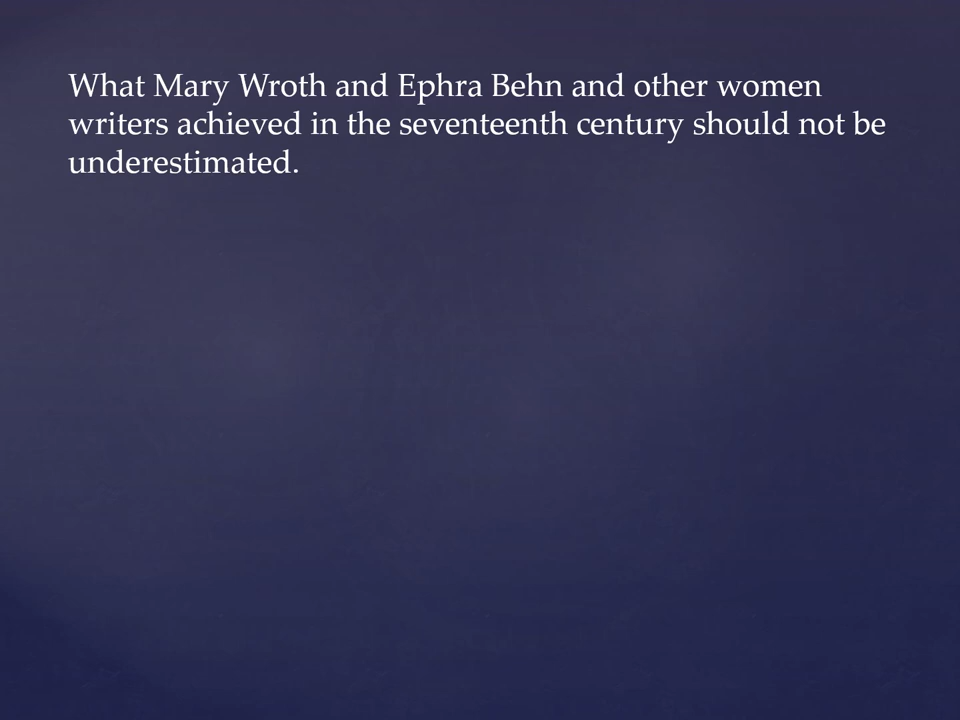 What Mary Wroth and Ephra Behn and other women
writers achieved in the seventeenth century should not be
underestimated.